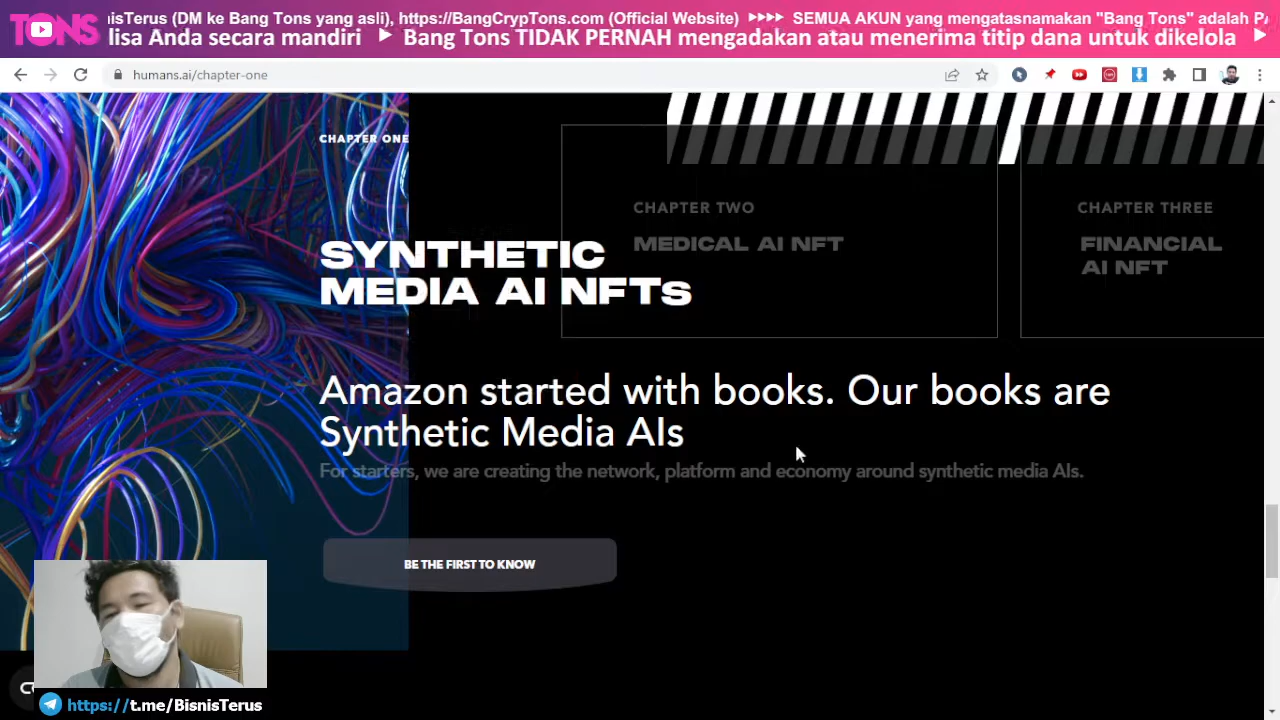 TONS
nisTerus (DM ke Bang Tons yang asli), https://BangCrypTons.com (Official Website) >>>> SEMUA AKUN yang mengatasnamakan "Bang Tons" adalah
lisa Anda secara mandiri ► Bang Tons TIDAK PERNAH mengadakan atau menerima titip dana untuk dikelola ►
humans.ai/chapter-one
CHAPTER ONE
CHAPTER TWO
CHAPTER THREE
MEDICAL AI NFT
FINANCIAL
AI NFT
SYNTHETIC
MEDIA AI NFTs
Amazon started with books. Our books are
Synthetic Media AIs
For starters, we are creating the network, platform and economy around synthetic media AIs.
BE THE FIRST TO KNOW
https://t.me/BisnisTerus